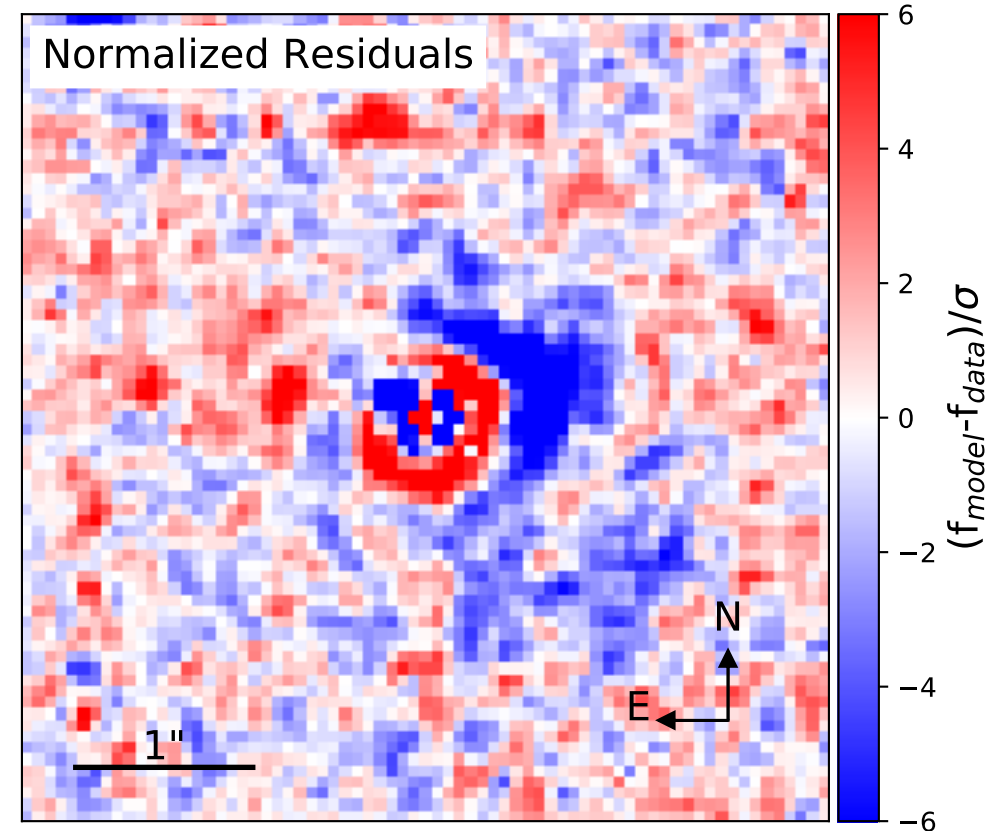 Normalized Residuals
6
4
2
0
−2
−4
−6
(f_model-f_data)/σ
N
E
1"